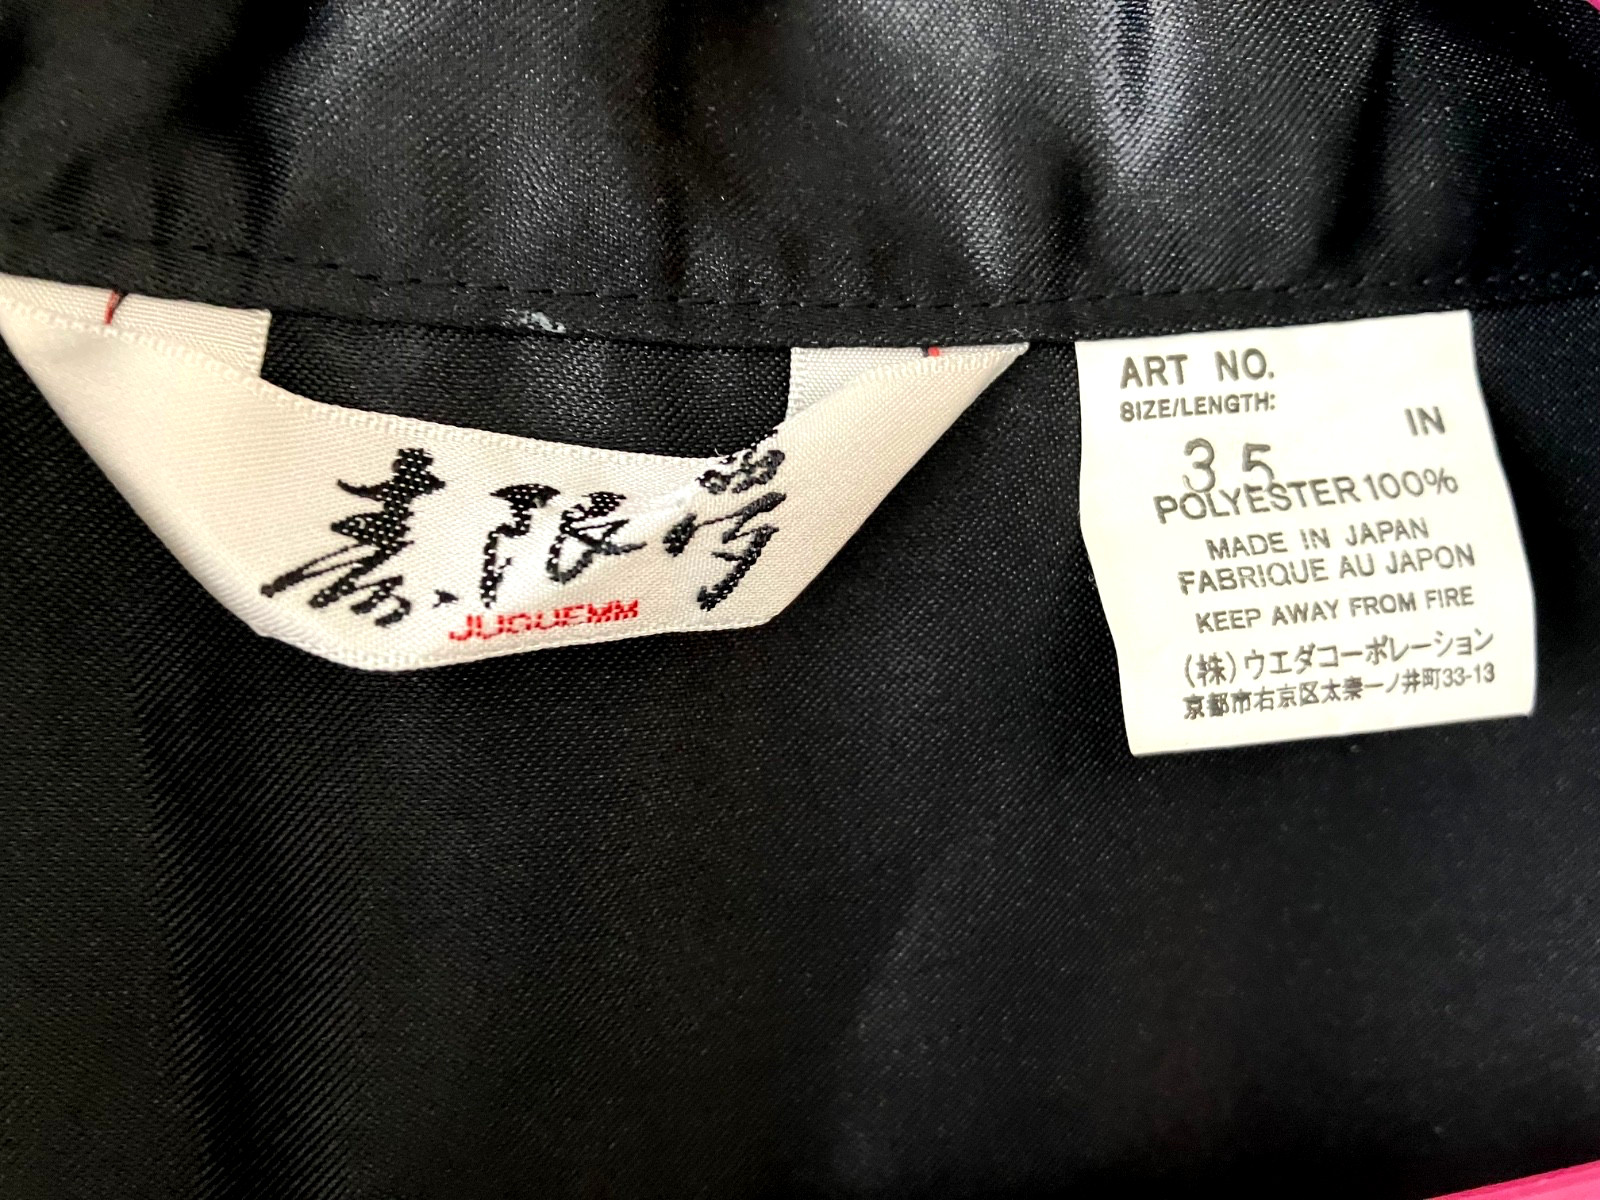 JUQUEMM
ART NO.
SIZE/LENGTH:
IN
35
POLYESTER 100%
MADE IN JAPAN
FABRIQUE AU JAPON
KEEP AWAY FROM FIRE
(株)ウエダコーポレーション
京都市右京区太秦一ノ井町33-13